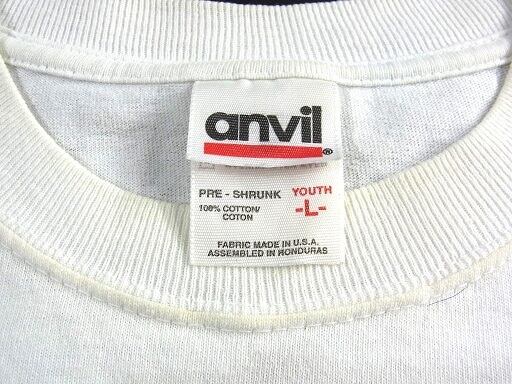 anvil®
PRE - SHRUNK YOUTH
100% COTTON/ -L-
COTON
FABRIC MADE IN U.S.A.
ASSEMBLED IN HONDURAS